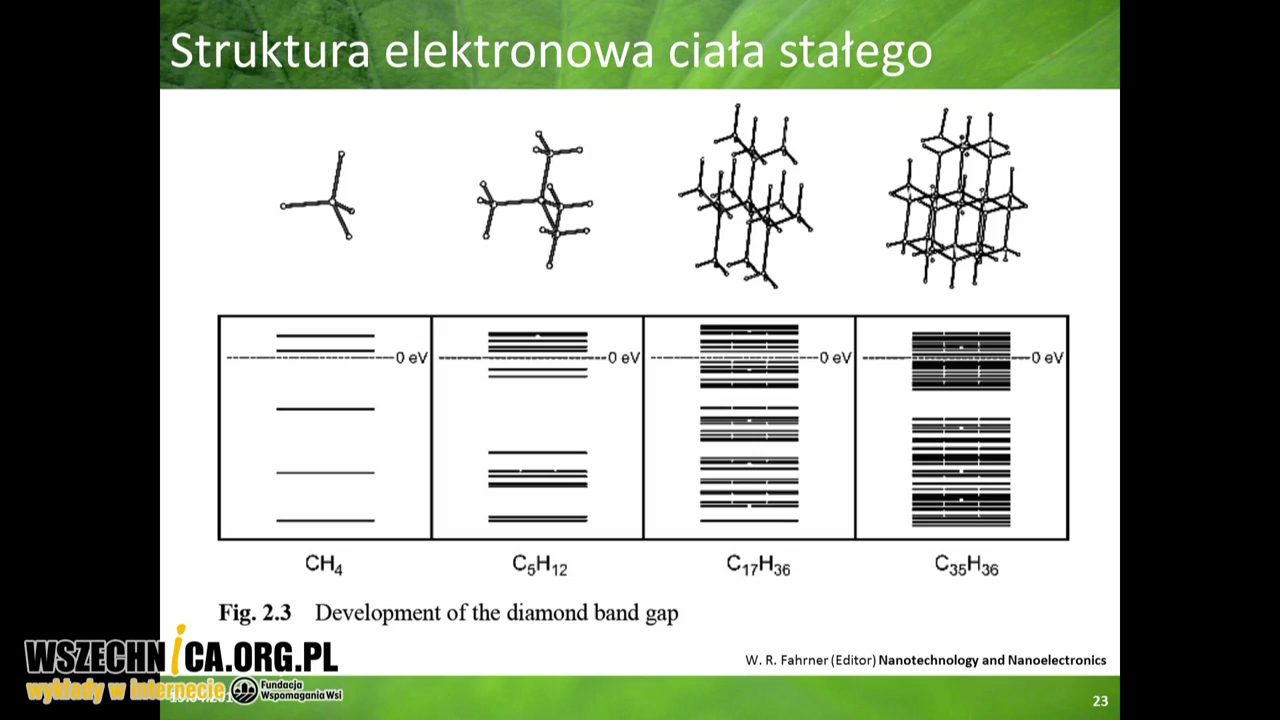 Struktura elektronowa ciała stałego
0 eV 0 eV 0 eV 0 eV
CH4 C5H12 C17H36 C35H36
Fig. 2.3 Development of the diamond band gap
W. R. Fahrner (Editor) Nanotechnology and Nanoelectronics
WSZECHNiCA.ORG.PL
wykłady w internecie
Fundacja
Wspomagania Wsi
23